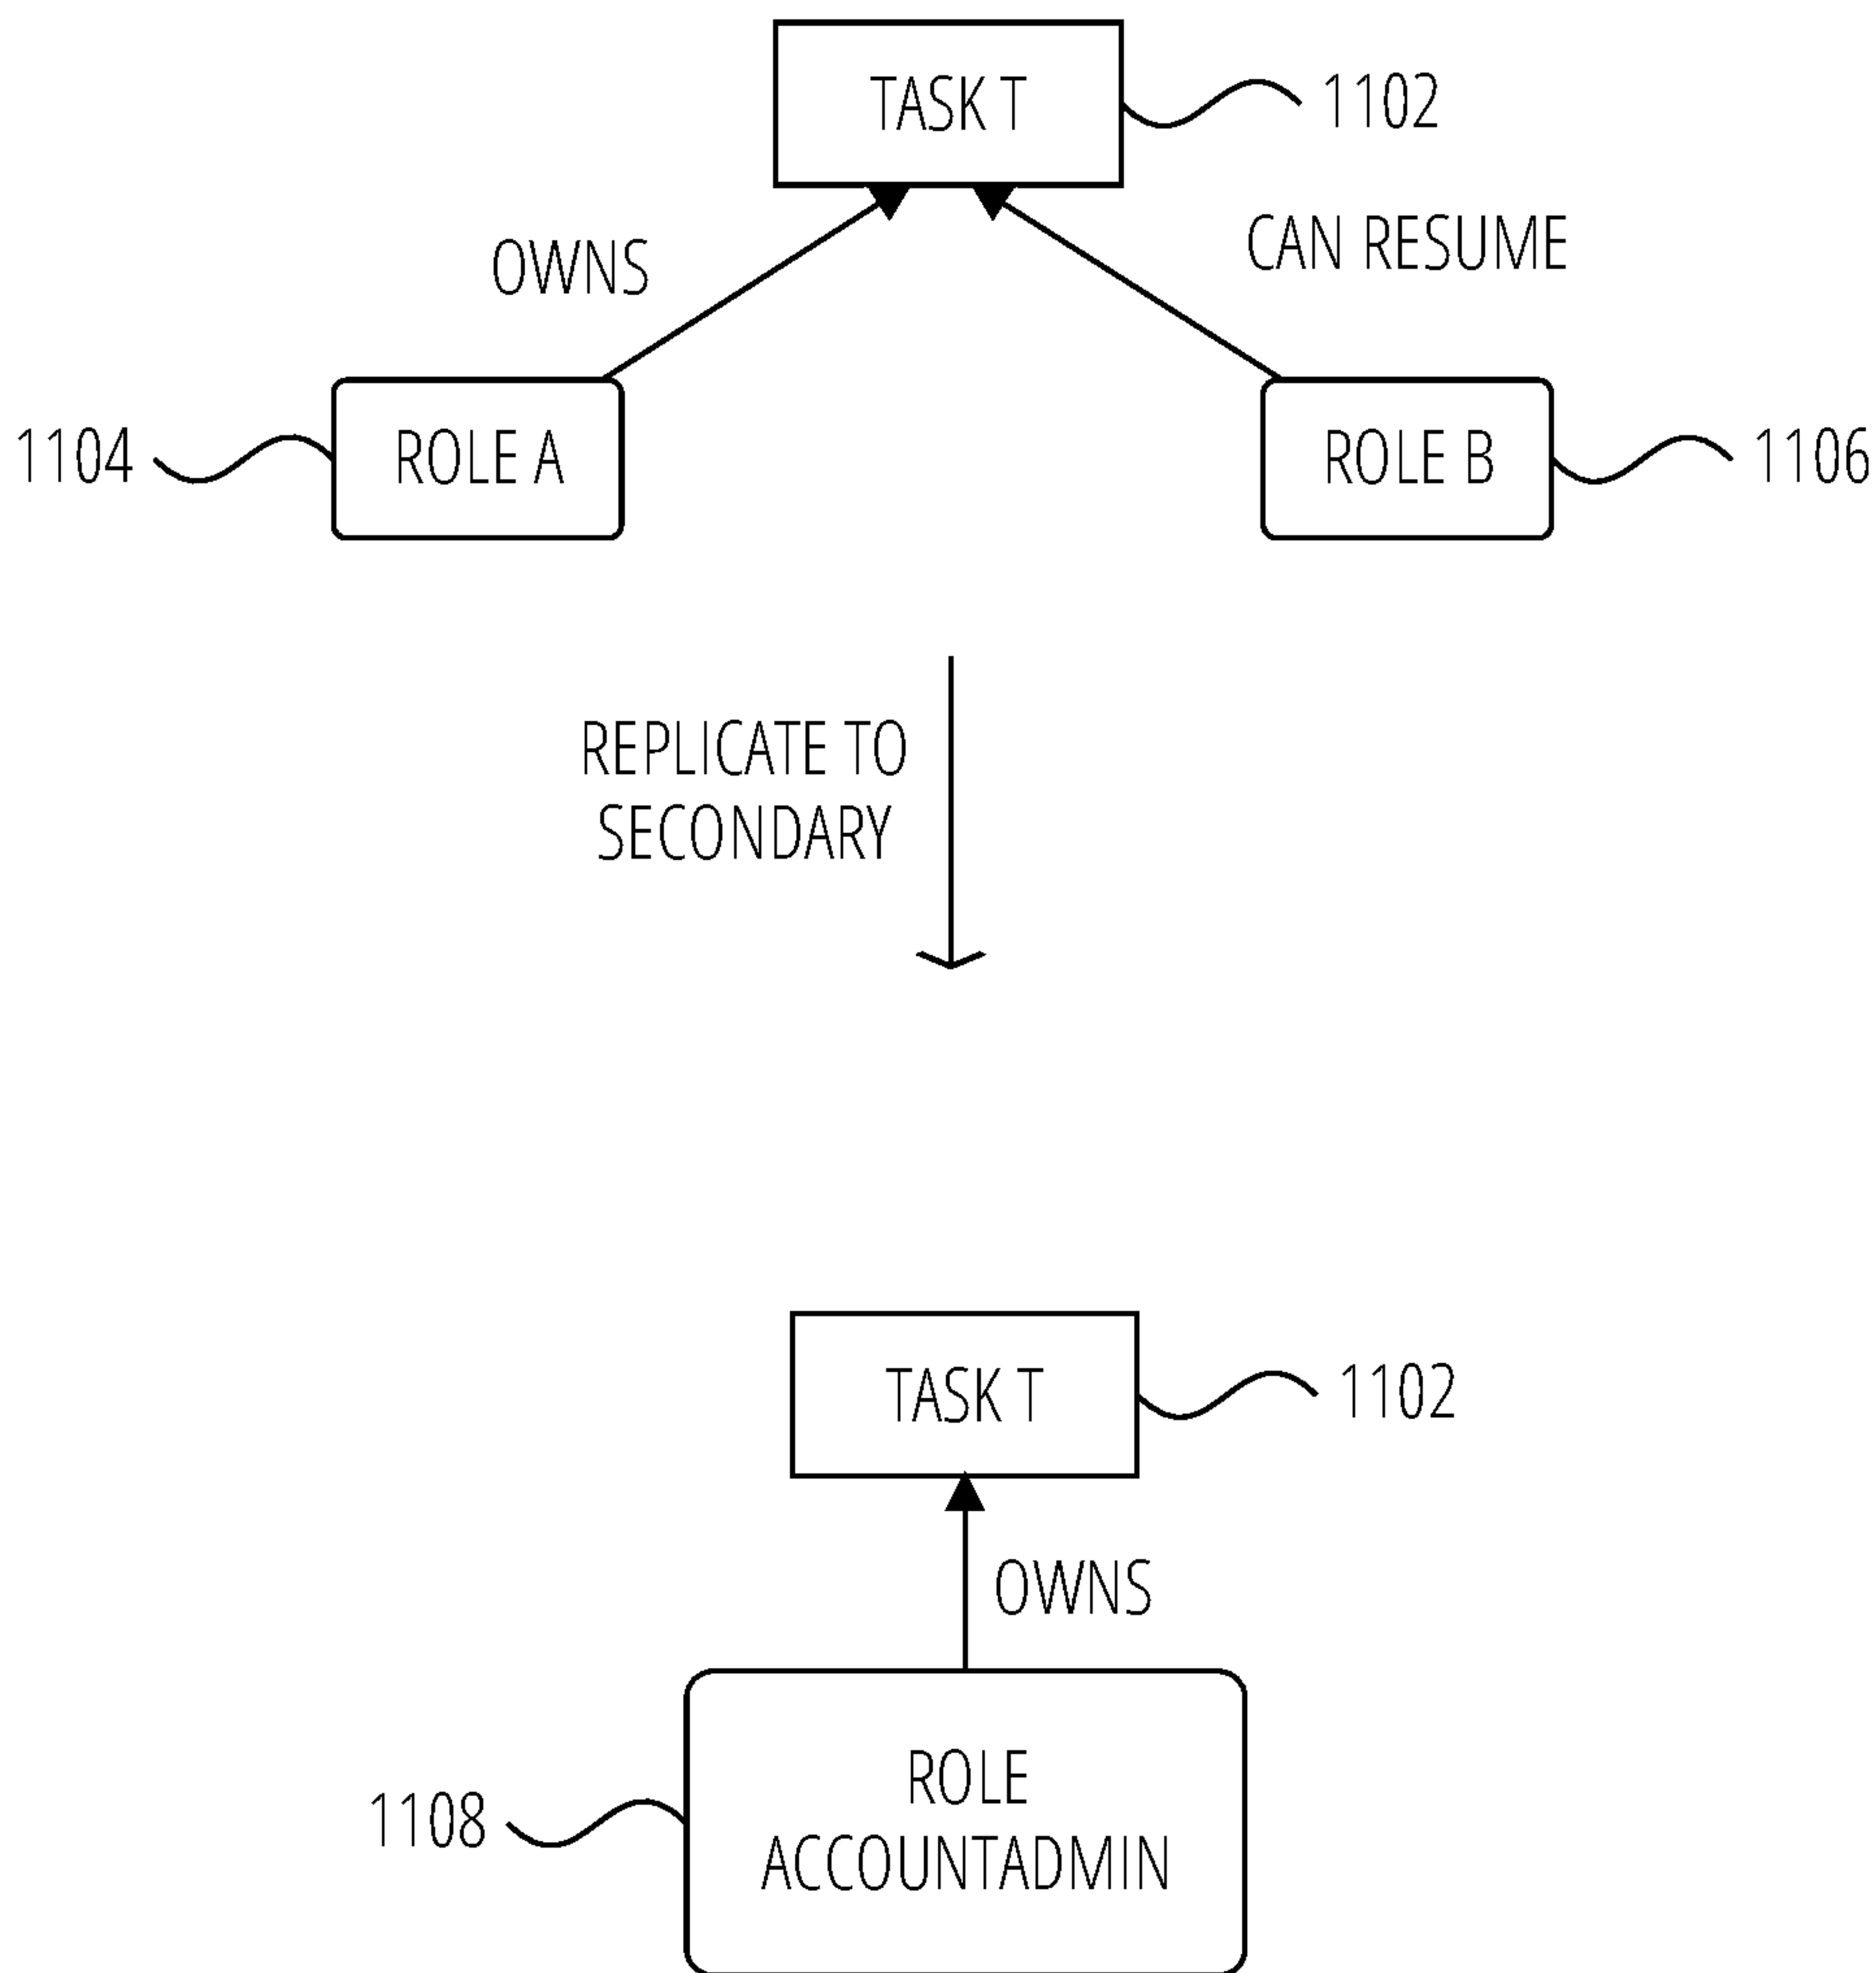 TASK T
1102
OWNS
CAN RESUME
1104
ROLE A
ROLE B
1106
REPLICATE TO
SECONDARY
TASK T
1102
OWNS
1108
ROLE
ACCOUNTADMIN